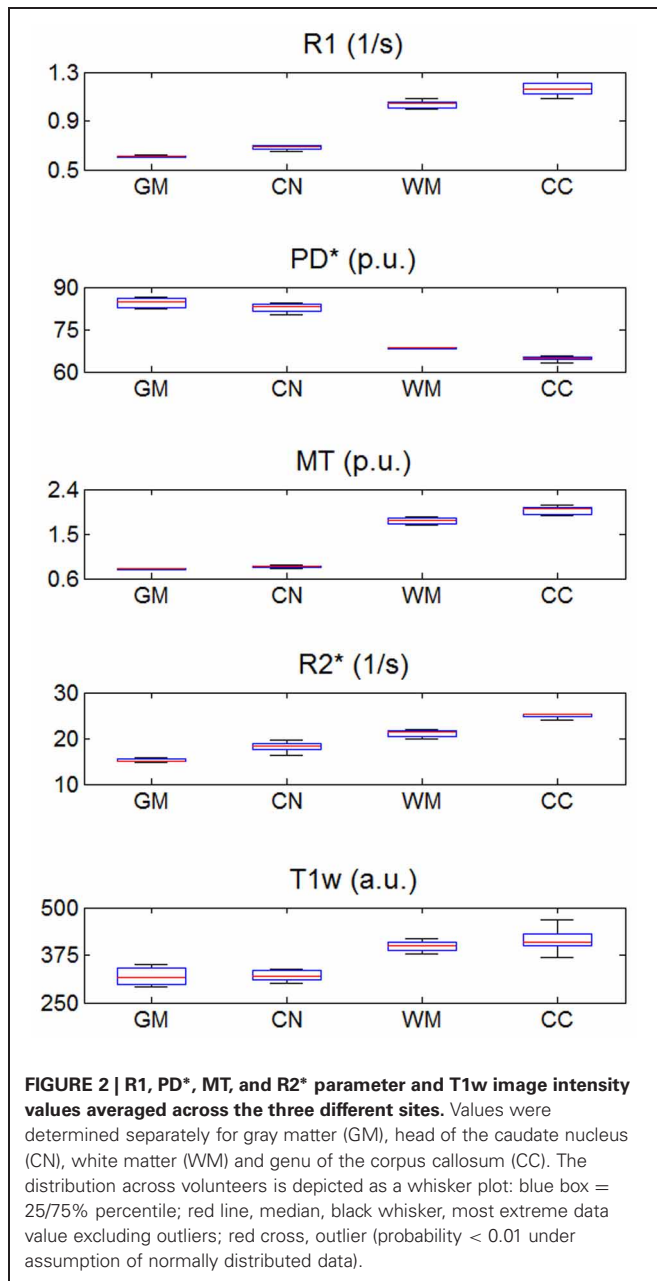 R1 (1/s)
1.3
0.9
0.5
GM CN WM CC
PD* (p.u.)
90
75
60
GM CN WM CC
MT (p.u.)
2.4
1.5
0.6
GM CN WM CC
R2* (1/s)
30
20
10
GM CN WM CC
T1w (a.u.)
500
375
250
GM CN WM CC
FIGURE 2 | R1, PD*, MT, and R2* parameter and T1w image intensity
values averaged across the three different sites. Values were
determined separately for gray matter (GM), head of the caudate nucleus
(CN), white matter (WM) and genu of the corpus callosum (CC). The
distribution across volunteers is depicted as a whisker plot: blue box =
25/75% percentile; red line, median, black whisker, most extreme data
value excluding outliers; red cross, outlier (probability < 0.01 under
assumption of normally distributed data).